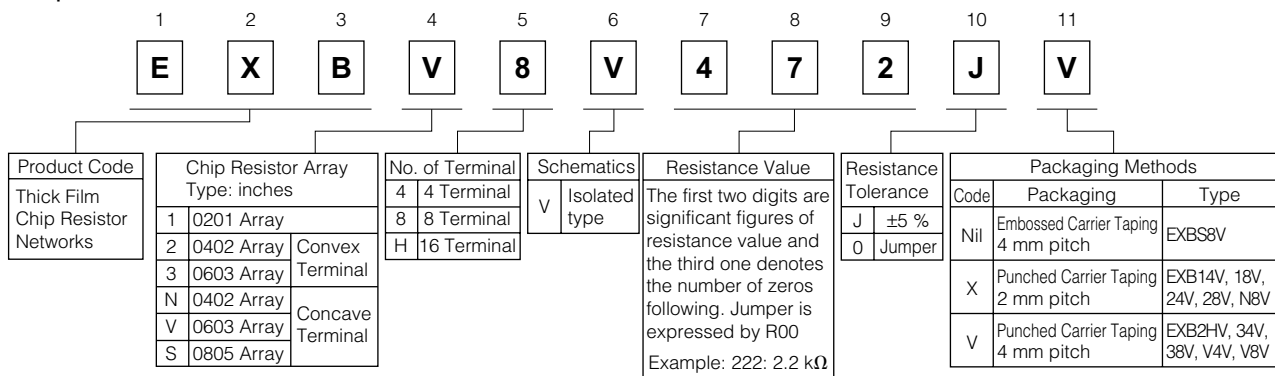 1 2 3 4 5 6 7 8 9 10 11
E X B V 8 V 4 7 2 J V
Product Code
Thick Film
Chip Resistor
Networks
Chip Resistor Array
Type: inches
1 0201 Array
2 0402 Array
3 0603 Array
Convex
Terminal
N 0402 Array
V 0603 Array
S 0805 Array
Concave
Terminal
No. of Terminal
4 4 Terminal
8 8 Terminal
H 16 Terminal
Schematics
V Isolated
type
Resistance Value
The first two digits are
significant figures of
resistance value and
the third one denotes
the number of zeros
following. Jumper is
expressed by R00
Example: 222: 2.2 kΩ
Resistance
Tolerance
J ±5 %
0 Jumper
Packaging Methods
Code Packaging Type
Nil Embossed Carrier Taping
4 mm pitch
EXBS8V
X Punched Carrier Taping
2 mm pitch
EXB14V, 18V,
24V, 28V, N8V
V Punched Carrier Taping
4 mm pitch
EXB2HV, 34V,
38V, V4V, V8V